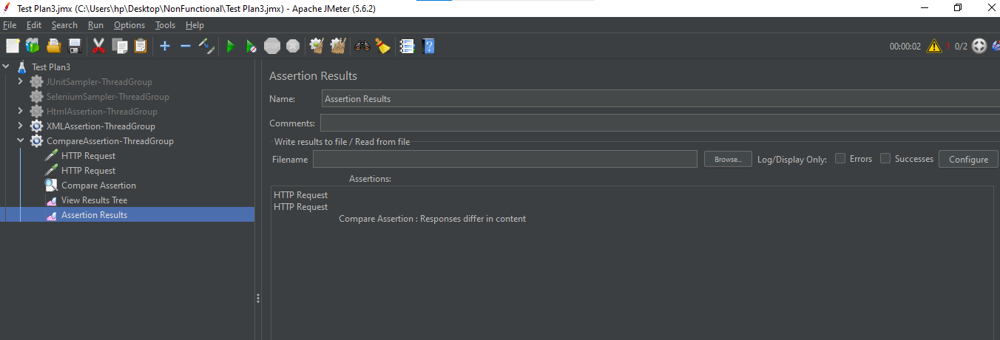 Test Plan3.jmx (C:\Users\hp\Desktop\NonFunctional\Test Plan3.jmx) - Apache JMeter (5.6.2)
File Edit Search Run Options Tools Help
STOP 00:00:02 1 0/2
Test Plan3
JUnitSampler-ThreadGroup
SeleniumSampler-ThreadGroup
HtmlAssertion-ThreadGroup
XMLAssertion-ThreadGroup
CompareAssertion-ThreadGroup
HTTP Request
HTTP Request
Compare Assertion
View Results Tree
Assertion Results
Assertion Results
Name: Assertion Results
Comments:
Write results to file / Read from file
Filename Browse... Log/Display Only: Errors Successes Configure
Assertions:
HTTP Request
HTTP Request
Compare Assertion : Responses differ in content